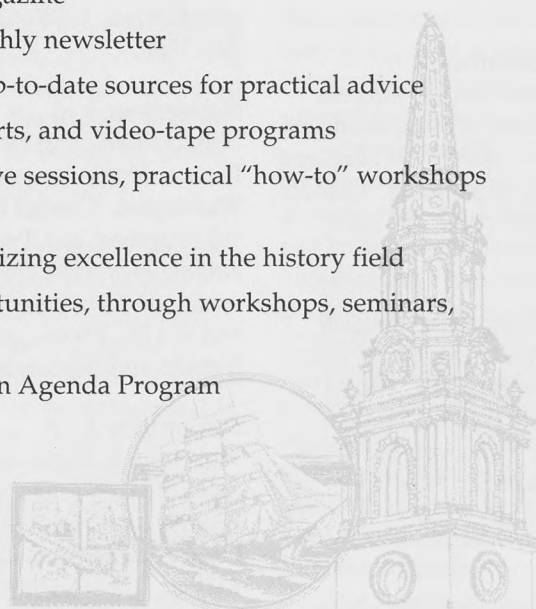 hly newsletter
p-to-date sources for practical advice
rts, and video-tape programs
ve sessions, practical “how-to” workshops
izing excellence in the history field
tunities, through workshops, seminars,
n Agenda Program